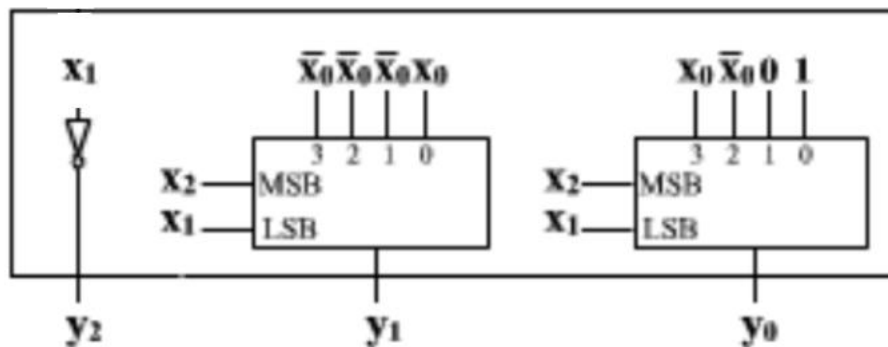 x₁ x̄₀ x̄₀ x̄₀ x₀ x₀ x̄₀ 0 1
3 2 1 0 3 2 1 0
x₂ MSB x₂ MSB
x₁ LSB x₁ LSB
y₂ y₁ y₀